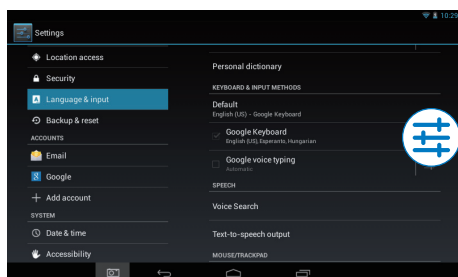 10:29
Settings
Location access
Security
Language & input
Backup & reset
ACCOUNTS
Email
Google
Add account
SYSTEM
Date & time
Accessibility
Personal dictionary
KEYBOARD & INPUT METHODS
Default
English (US) - Google Keyboard
Google Keyboard
English (US), Esperanto, Hungarian
Google voice typing
Automatic
SPEECH
Voice Search
Text-to-speech output
MOUSE/TRACKPAD